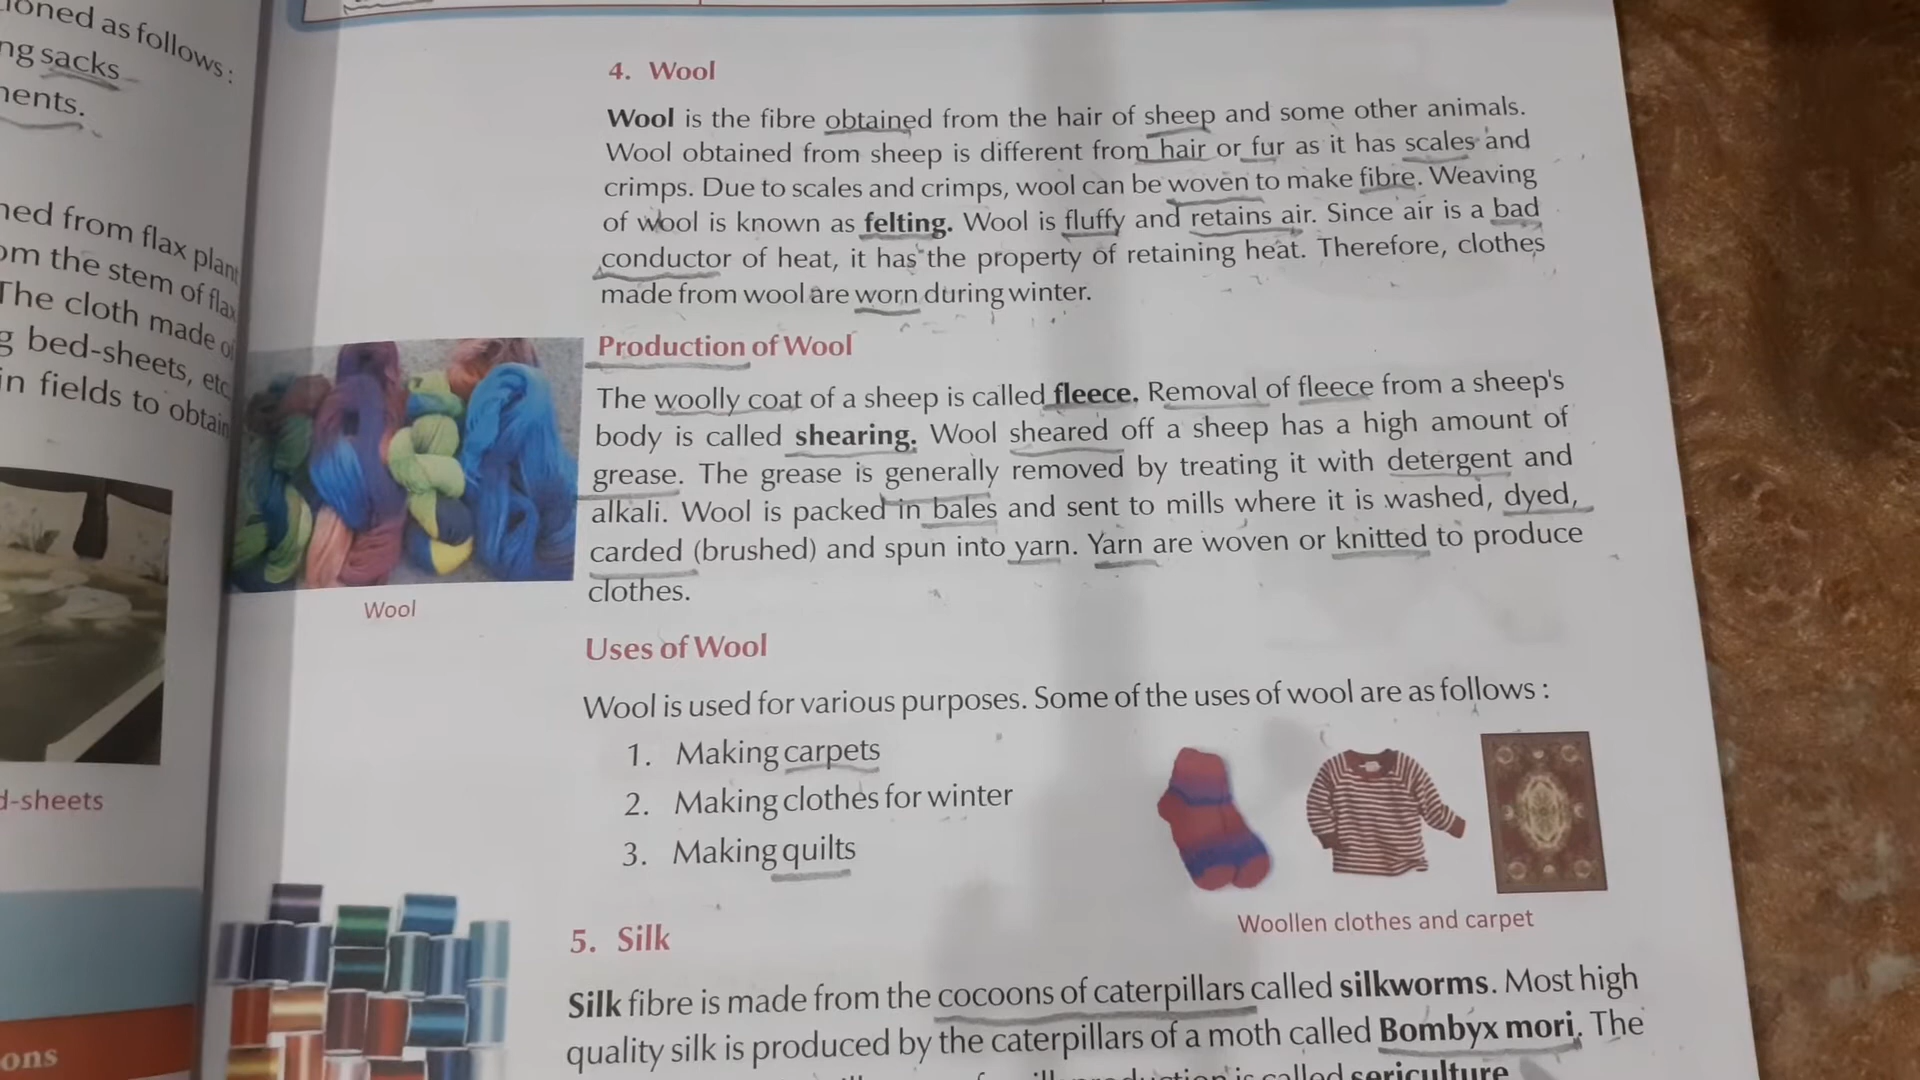 ioned as follows :
sacks
ments.
ned from flax plant
om the stem of flax
The cloth made of
bed-sheets, etc
in fields to obtain
d-sheets
ons
4. Wool
Wool is the fibre obtained from the hair of sheep and some other animals.
Wool obtained from sheep is different from hair or fur as it has scales and
crimps. Due to scales and crimps, wool can be woven to make fibre. Weaving
of wool is known as felting. Wool is fluffy and retains air. Since air is a bad
conductor of heat, it has the property of retaining heat. Therefore, clothes
made from wool are worn during winter.
Production of Wool
The woolly coat of a sheep is called fleece. Removal of fleece from a sheep's
body is called shearing. Wool sheared off a sheep has a high amount of
grease. The grease is generally removed by treating it with detergent and
alkali. Wool is packed in bales and sent to mills where it is washed, dyed,
carded (brushed) and spun into yarn. Yarn are woven or knitted to produce
clothes.
Wool
Uses of Wool
Wool is used for various purposes. Some of the uses of wool are as follows :
1. Making carpets
2. Making clothes for winter
3. Making quilts
Woollen clothes and carpet
5. Silk
Silk fibre is made from the cocoons of caterpillars called silkworms. Most high
quality silk is produced by the caterpillars of a moth called Bombyx mori. The
is called sericulture